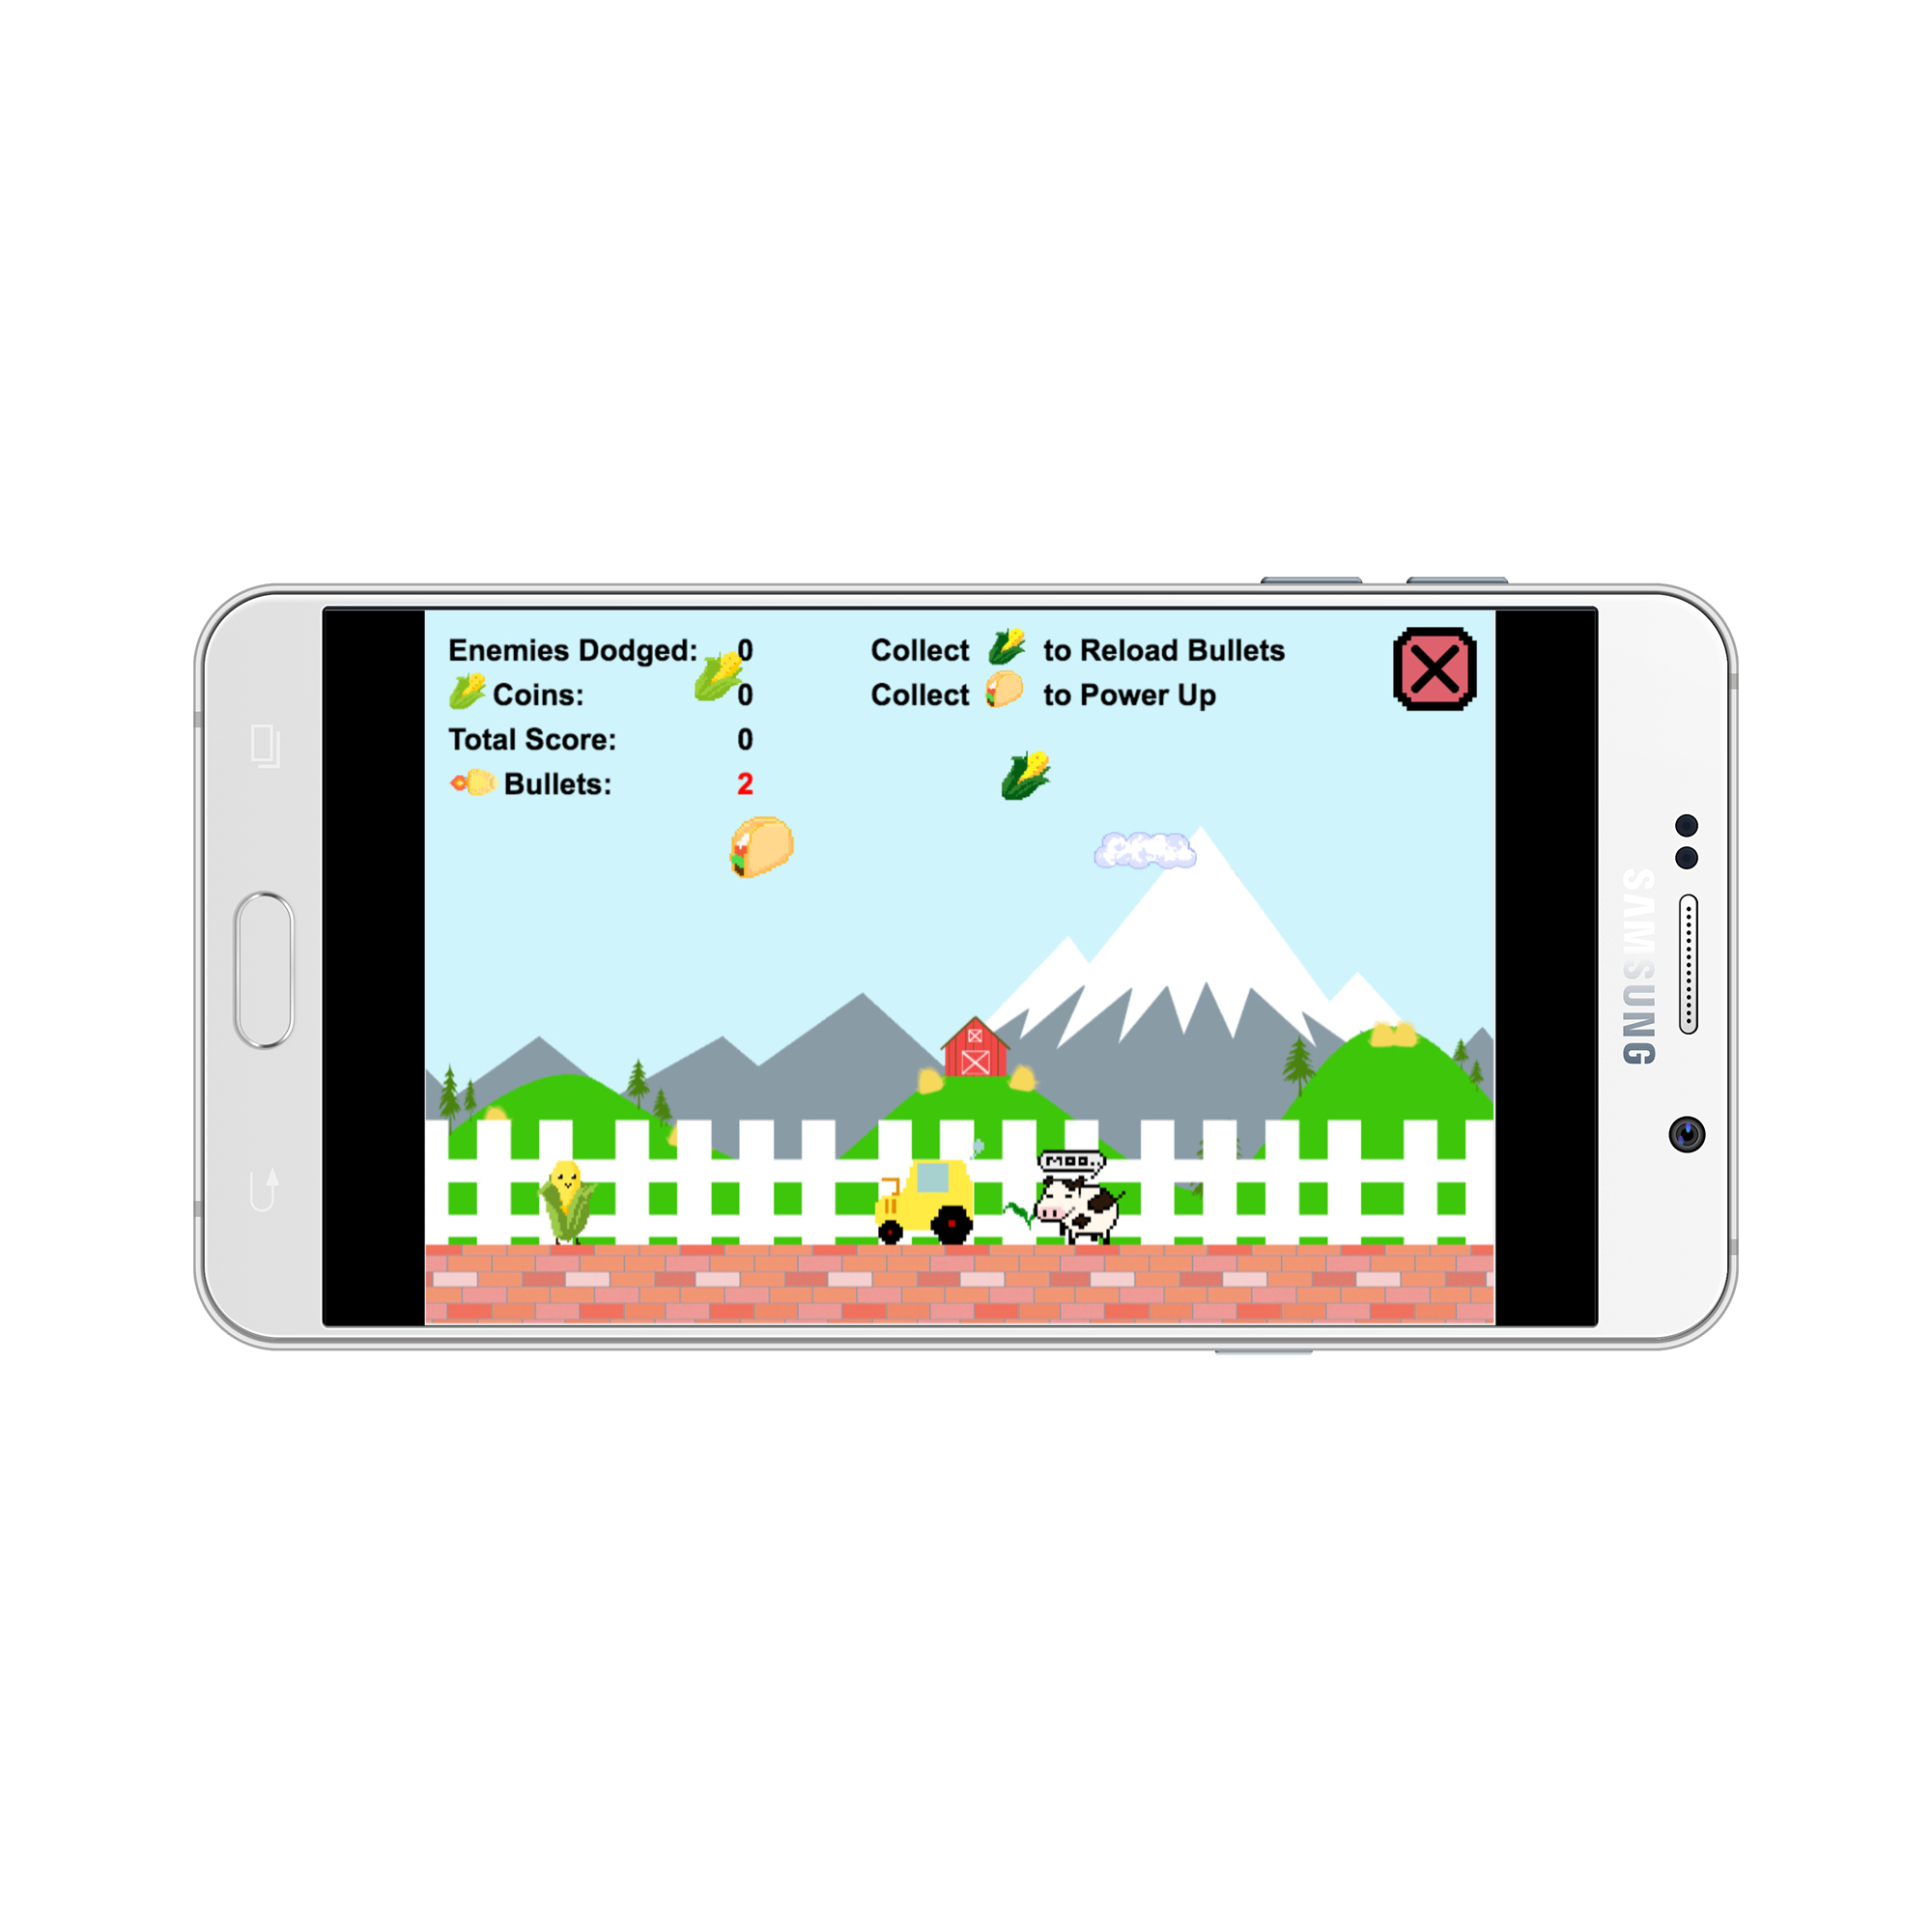 Enemies Dodged: 0
Coins: 0
Total Score: 0
Bullets: 2
Collect to Reload Bullets
Collect to Power Up
MOO..
SAMSUNG